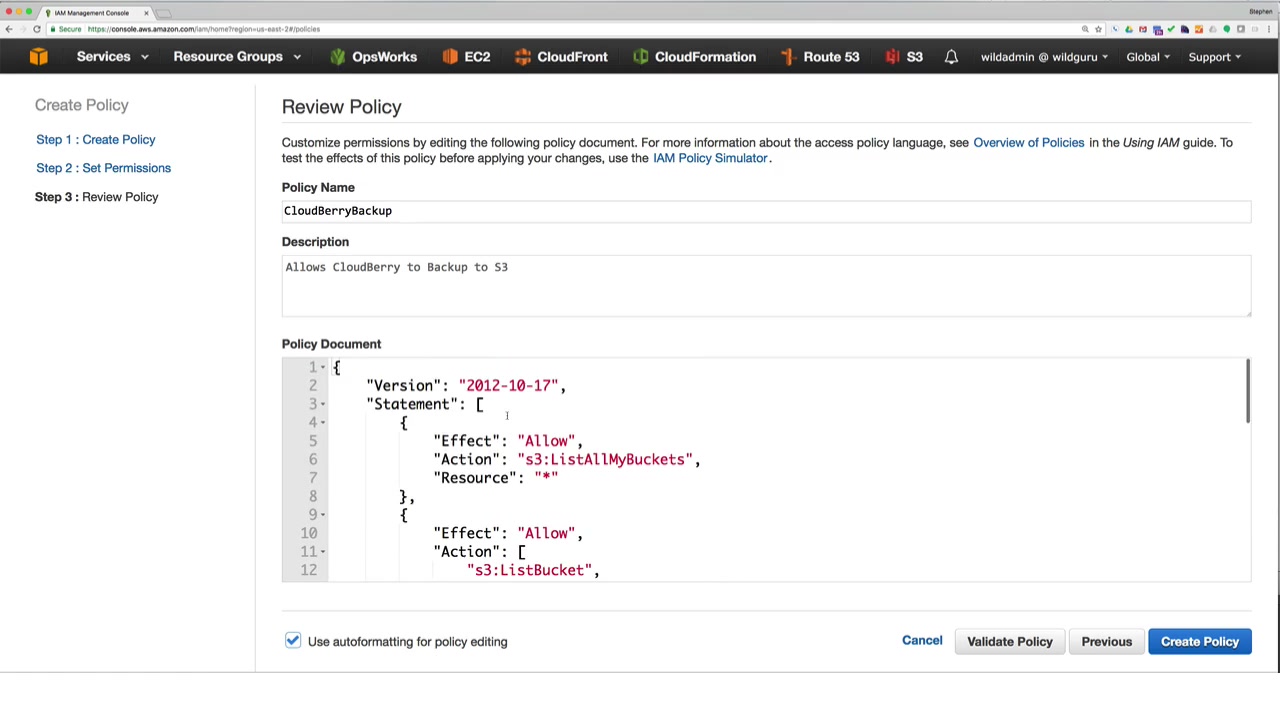 IAM Management Console
Stephen
Secure https://console.aws.amazon.com/iam/home?region=us-east-2#/policies
Services Resource Groups OpsWorks EC2 CloudFront CloudFormation Route 53 S3 wildadmin @ wildguru Global Support
Create Policy
Step 1 : Create Policy
Step 2 : Set Permissions
Step 3 : Review Policy
Review Policy
Customize permissions by editing the following policy document. For more information about the access policy language, see Overview of Policies in the Using IAM guide. To
test the effects of this policy before applying your changes, use the IAM Policy Simulator.
Policy Name
CloudBerryBackup
Description
Allows CloudBerry to Backup to S3
Policy Document
1 {
2 "Version": "2012-10-17",
3 "Statement": [
4 {
5 "Effect": "Allow",
6 "Action": "s3:ListAllMyBuckets",
7 "Resource": "*"
8 },
9 {
10 "Effect": "Allow",
11 "Action": [
12 "s3:ListBucket",
Use autoformatting for policy editing
Cancel Validate Policy Previous Create Policy